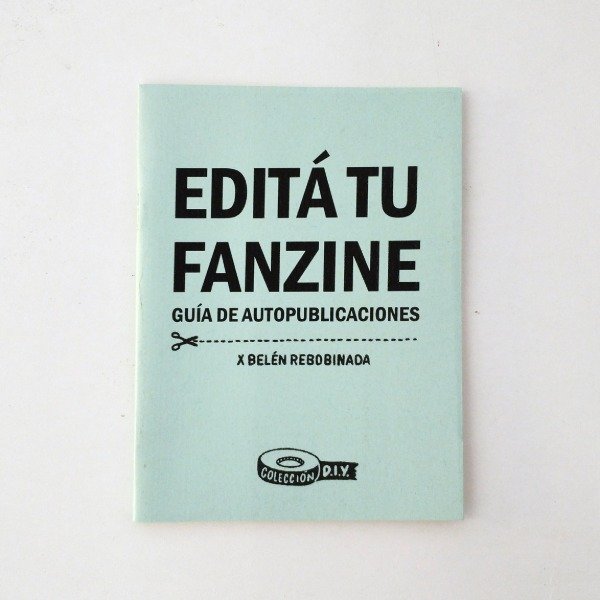 EDITÁ TU
FANZINE
GUÍA DE AUTOPUBLICACIONES
X BELÉN REBOBINADA
COLECCIÓN D.I.Y.